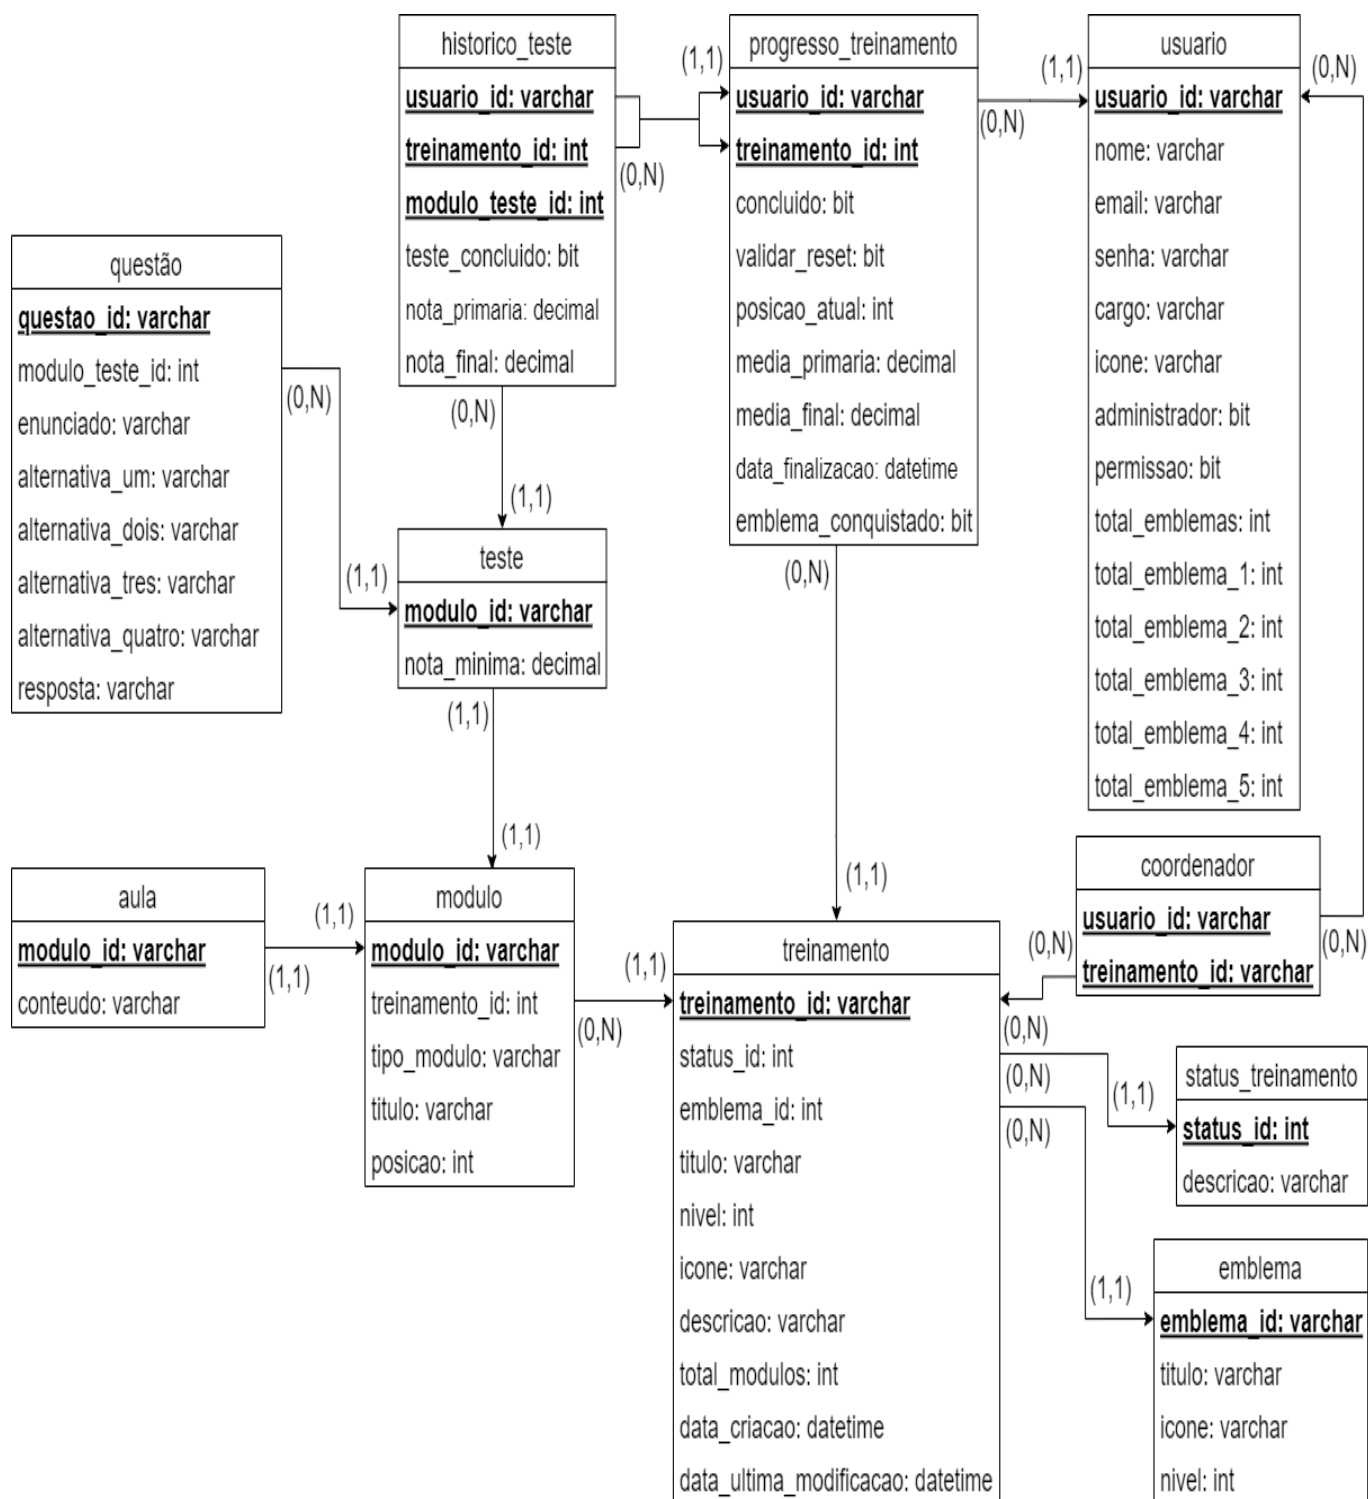 historico_teste
usuario_id: varchar
treinamento_id: int
modulo_teste_id: int
teste_concluido: bit
nota_primaria: decimal
nota_final: decimal
(0,N)
(1,1)
(0,N)
(1,1)
progresso_treinamento
usuario_id: varchar
treinamento_id: int
concluido: bit
validar_reset: bit
posicao_atual: int
media_primaria: decimal
media_final: decimal
data_finalizacao: datetime
emblema_conquistado: bit
(0,N)
(1,1)
(0,N)
(1,1)
usuario
usuario_id: varchar
nome: varchar
email: varchar
senha: varchar
cargo: varchar
icone: varchar
administrador: bit
permissao: bit
total_emblemas: int
total_emblema_1: int
total_emblema_2: int
total_emblema_3: int
total_emblema_4: int
total_emblema_5: int
(0,N)
questão
questao_id: varchar
modulo_teste_id: int
enunciado: varchar
alternativa_um: varchar
alternativa_dois: varchar
alternativa_tres: varchar
alternativa_quatro: varchar
resposta: varchar
(0,N)
(1,1)
teste
modulo_id: varchar
nota_minima: decimal
(1,1)
(1,1)
coordenador
usuario_id: varchar
treinamento_id: varchar
(0,N)
(0,N)
(0,N)
aula
modulo_id: varchar
conteudo: varchar
(1,1)
(1,1)
modulo
modulo_id: varchar
treinamento_id: int
tipo_modulo: varchar
titulo: varchar
posicao: int
(0,N)
(1,1)
treinamento
treinamento_id: varchar
status_id: int
emblema_id: int
titulo: varchar
nivel: int
icone: varchar
descricao: varchar
total_modulos: int
data_criacao: datetime
data_ultima_modificacao: datetime
(0,N)
(1,1)
(0,N)
(1,1)
status_treinamento
status_id: int
descricao: varchar
emblema
emblema_id: varchar
titulo: varchar
icone: varchar
nivel: int